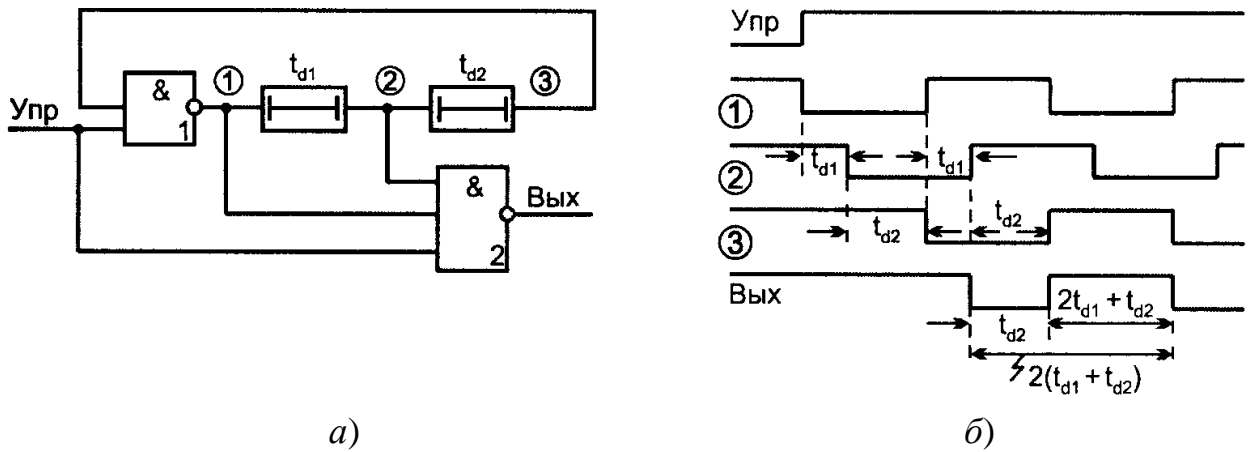 Упр
&
1
①
t_d1
②
t_d2
③
&
2
Вых
а)
Упр
①
t_d1
t_d1
②
t_d2
t_d2
③
Вых
t_d2
2t_d1 + t_d2
2(t_d1 + t_d2)
б)